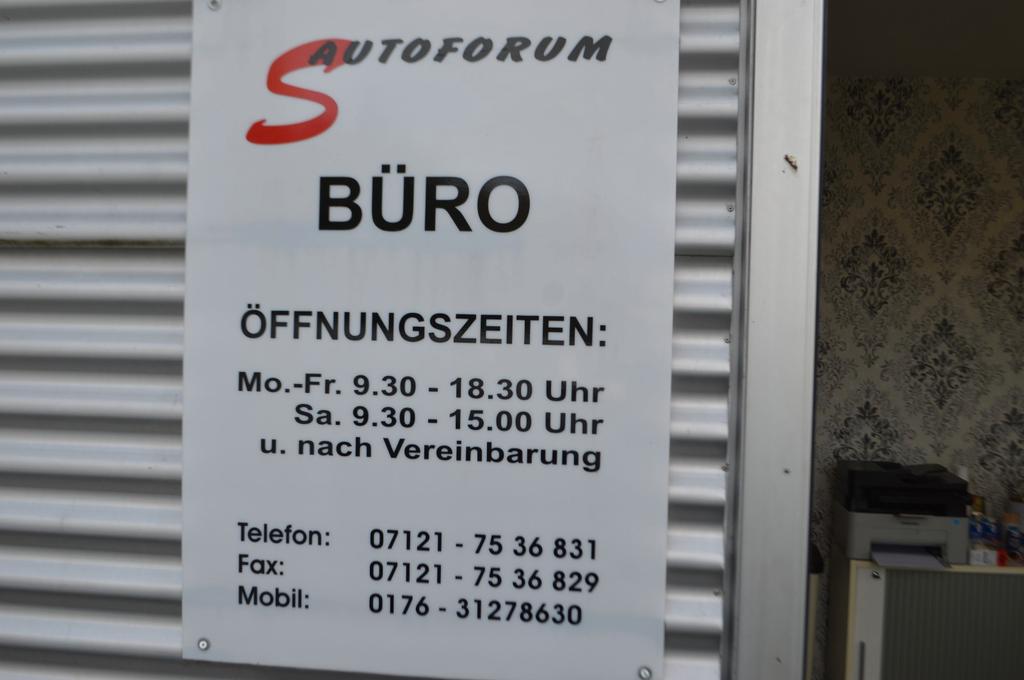 S AUTOFORUM
BÜRO
ÖFFNUNGSZEITEN:
Mo.-Fr. 9.30 - 18.30 Uhr
Sa. 9.30 - 15.00 Uhr
u. nach Vereinbarung
Telefon: 07121 - 75 36 831
Fax: 07121 - 75 36 829
Mobil: 0176 - 31278630